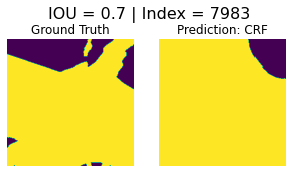 IOU = 0.7 | Index = 7983
Ground Truth
Prediction: CRF